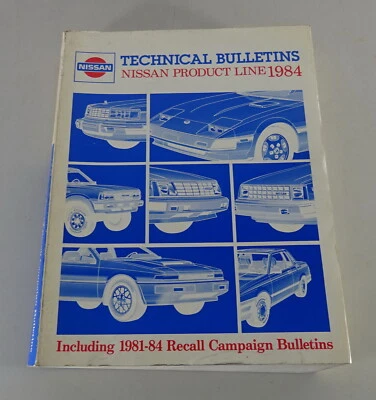 NISSAN
TECHNICAL BULLETINS
NISSAN PRODUCT LINE 1984
Including 1981-84 Recall Campaign Bulletins